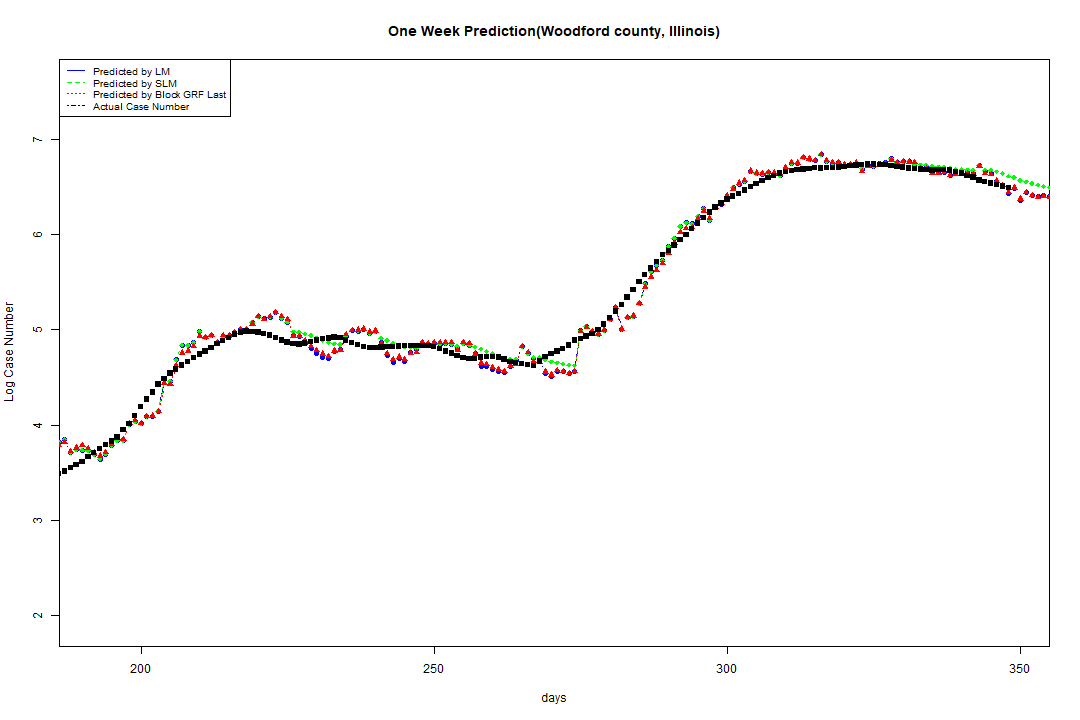 One Week Prediction(Woodford county, Illinois)
Predicted by LM
Predicted by SLM
Predicted by Block GRF Last
Actual Case Number
7
6
5
4
3
2
Log Case Number
200
250
300
350
days